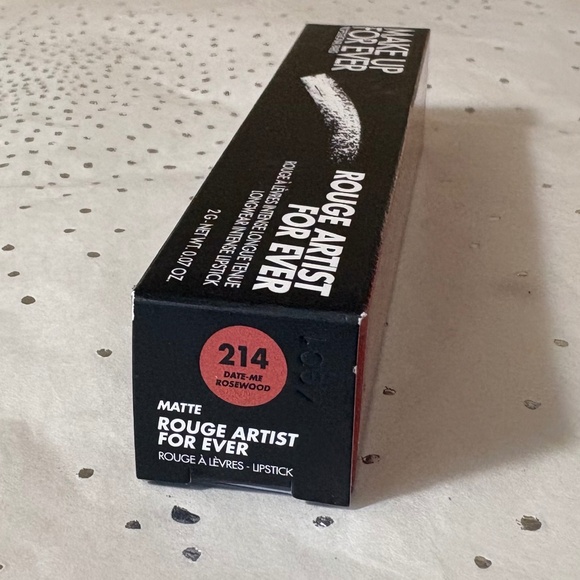 MAKE UP
FOR EVER
ROUGE ARTIST
FOR EVER
ROUGE À LÈVRES INTENSE LONGUE TENUE
LONGWEAR INTENSE LIPSTICK
2 G - NET WT. 0.07 OZ
214
DATE-ME
ROSEWOOD
MATTE
ROUGE ARTIST
FOR EVER
ROUGE À LÈVRES - LIPSTICK